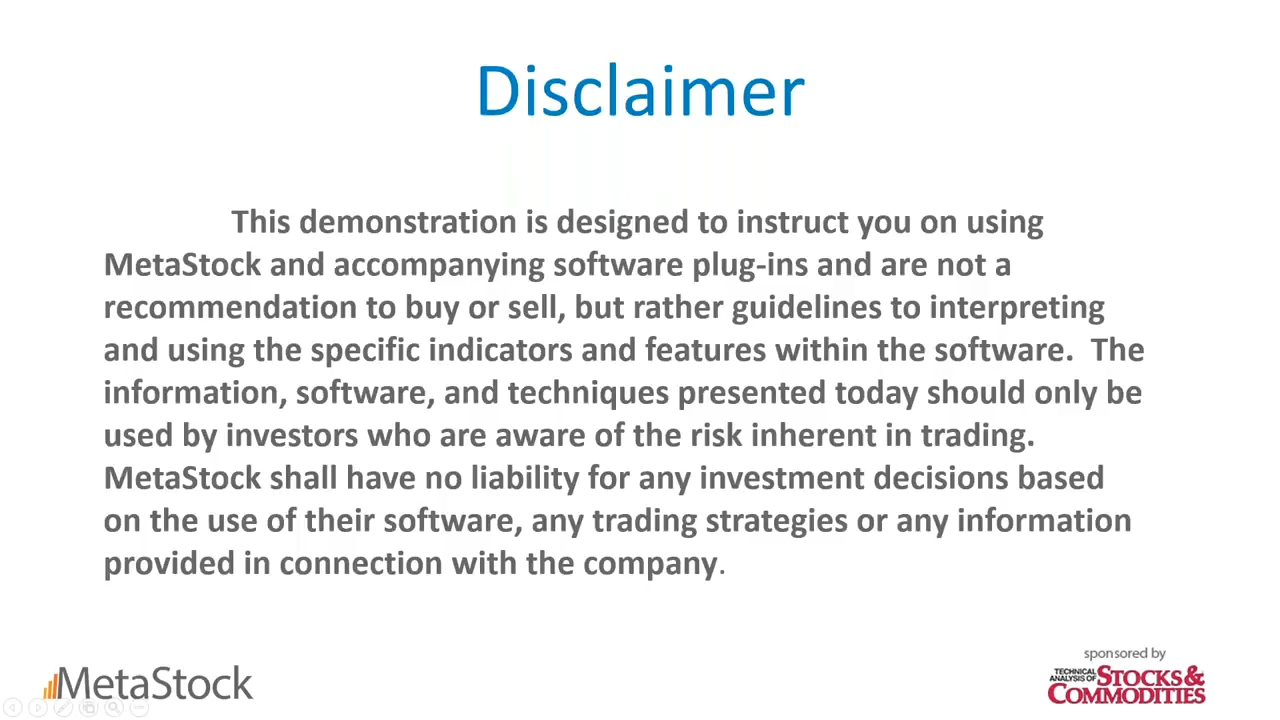 Disclaimer
This demonstration is designed to instruct you on using
MetaStock and accompanying software plug-ins and are not a
recommendation to buy or sell, but rather guidelines to interpreting
and using the specific indicators and features within the software.  The
information, software, and techniques presented today should only be
used by investors who are aware of the risk inherent in trading.
MetaStock shall have no liability for any investment decisions based
on the use of their software, any trading strategies or any information
provided in connection with the company.
MetaStock
sponsored by
TECHNICAL
ANALYSIS OF STOCKS &
COMMODITIES